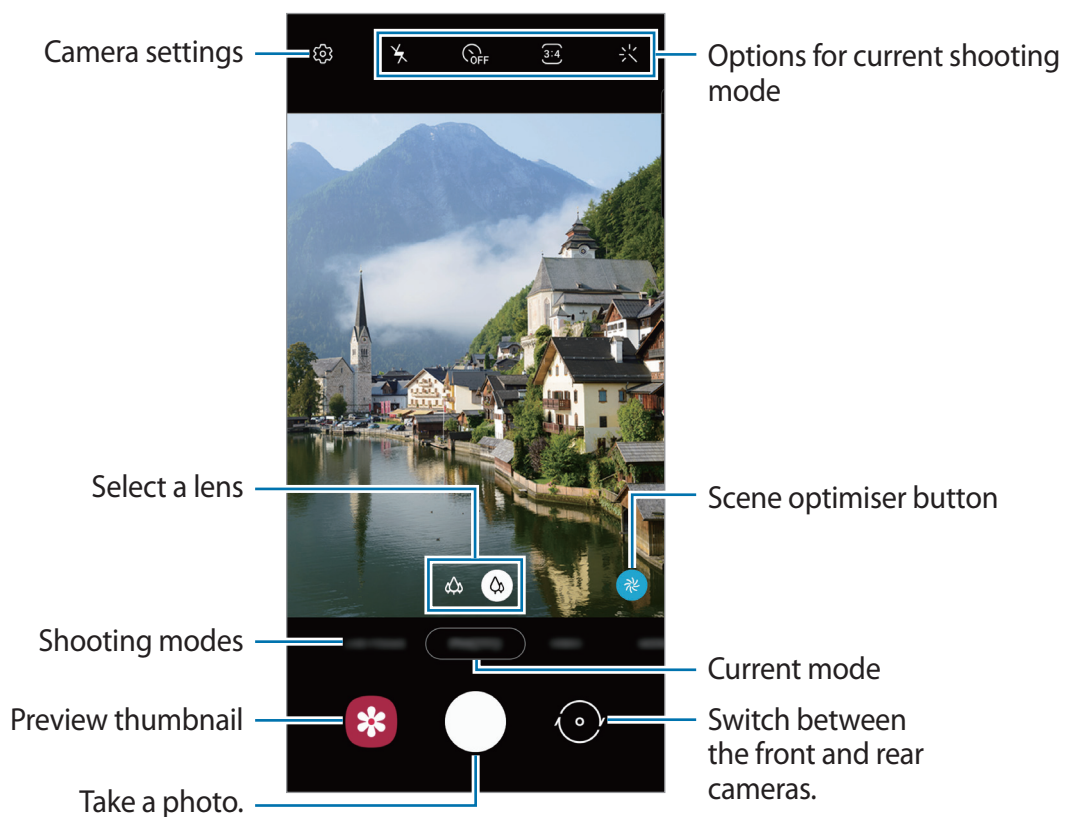 Camera settings
OFF
3:4
Options for current shooting
mode
Select a lens
Scene optimiser button
Shooting modes
Current mode
Preview thumbnail
Switch between
the front and rear
cameras.
Take a photo.